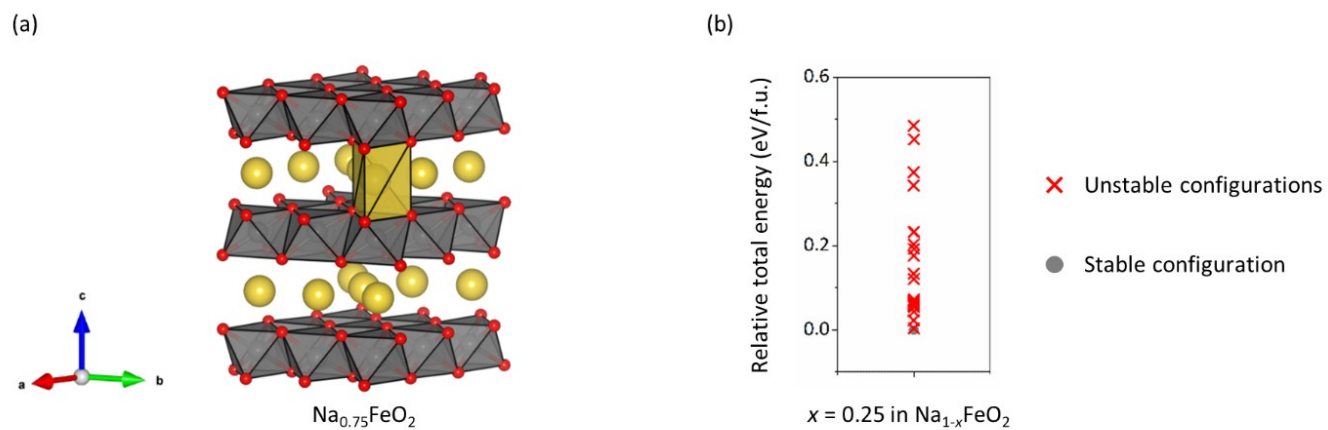 (a)
c
a
b
Na0.75FeO2
(b)
Relative total energy (eV/f.u.)
0.6
0.4
0.2
0.0
x = 0.25 in Na1-xFeO2
Unstable configurations
Stable configuration